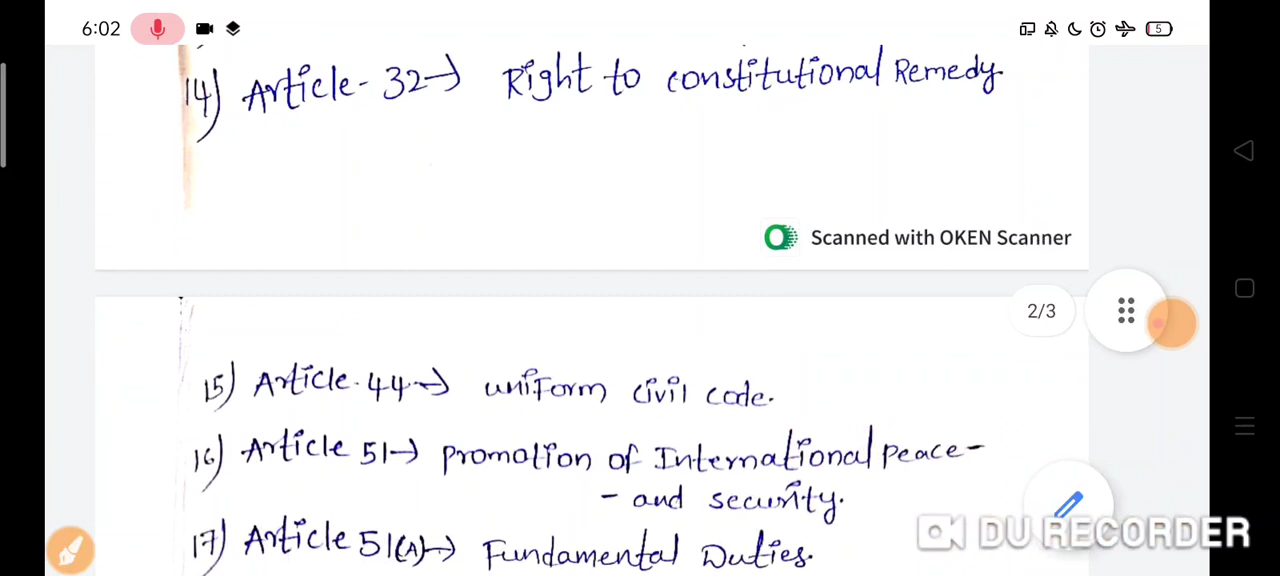 6:02
5
14) Article - 32→ Right to constitutional Remedy.
Scanned with OKEN Scanner
2/3
15) Article. 44→ uniform civil code.
16) Article 51→ promotion of International peace -
- and security.
17) Article 51(A)→ Fundamental Duties.
DU RECORDER